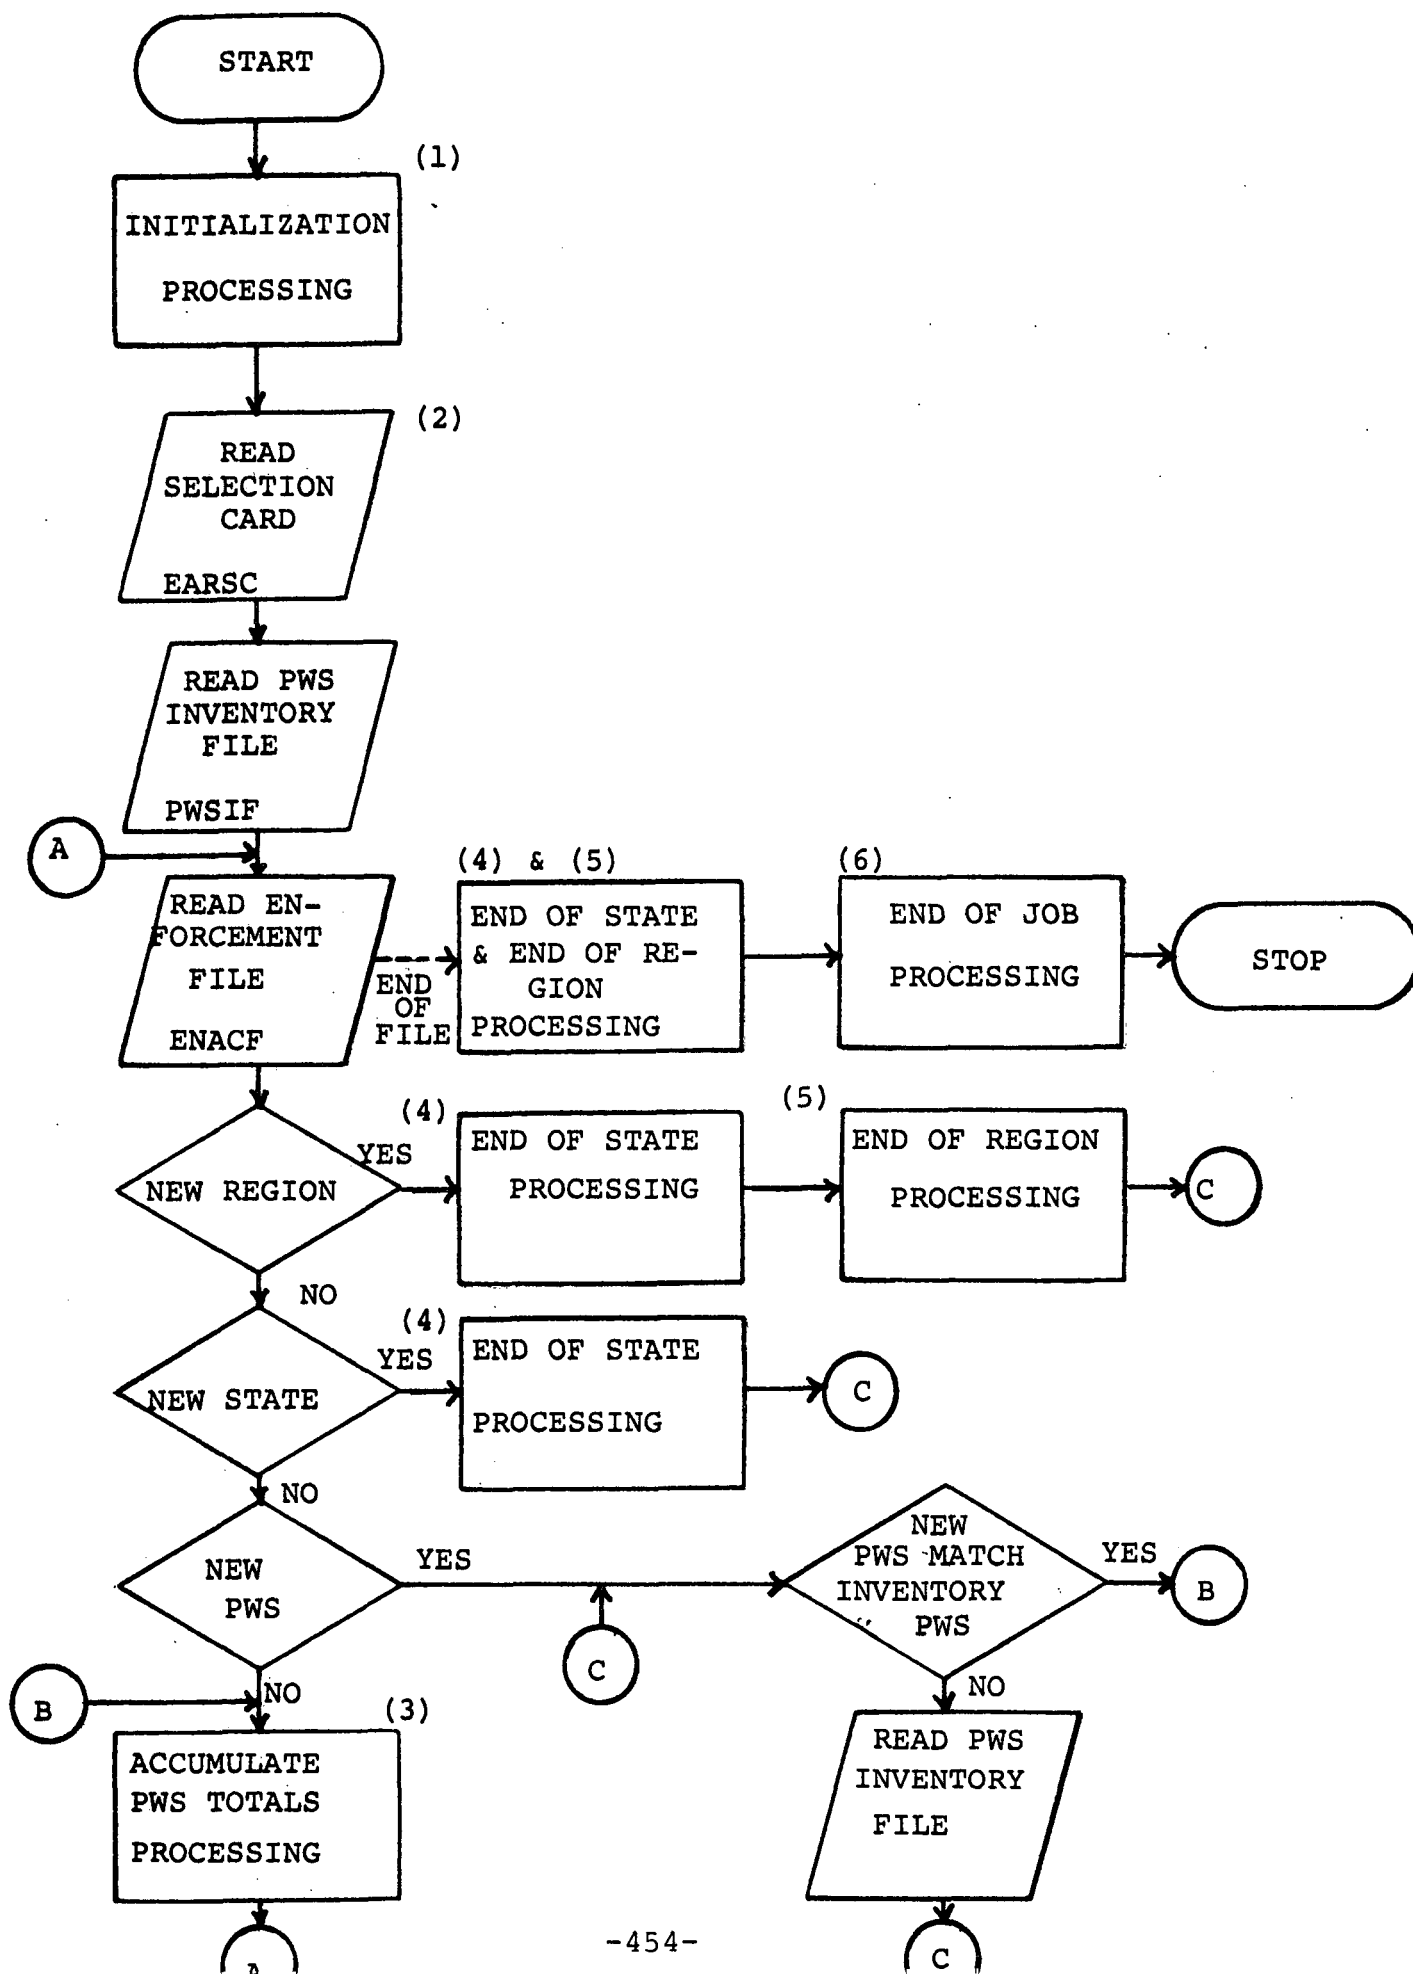 START
(1)
INITIALIZATION
PROCESSING
(2)
READ
SELECTION
CARD
EARSC
READ PWS
INVENTORY
FILE
PWSIF
A
READ EN-
FORCEMENT
FILE
ENACF
END
OF
FILE
(4) & (5)
END OF STATE
& END OF RE-
GION
PROCESSING
(6)
END OF JOB
PROCESSING
STOP
NEW REGION
YES
(4)
END OF STATE
PROCESSING
(5)
END OF REGION
PROCESSING
C
NO
NEW STATE
YES
(4)
END OF STATE
PROCESSING
C
NO
NEW
PWS
YES
C
NEW
PWS MATCH
INVENTORY
PWS
YES
B
NO
READ PWS
INVENTORY
FILE
C
B
NO
(3)
ACCUMULATE
PWS TOTALS
PROCESSING
A
-454-